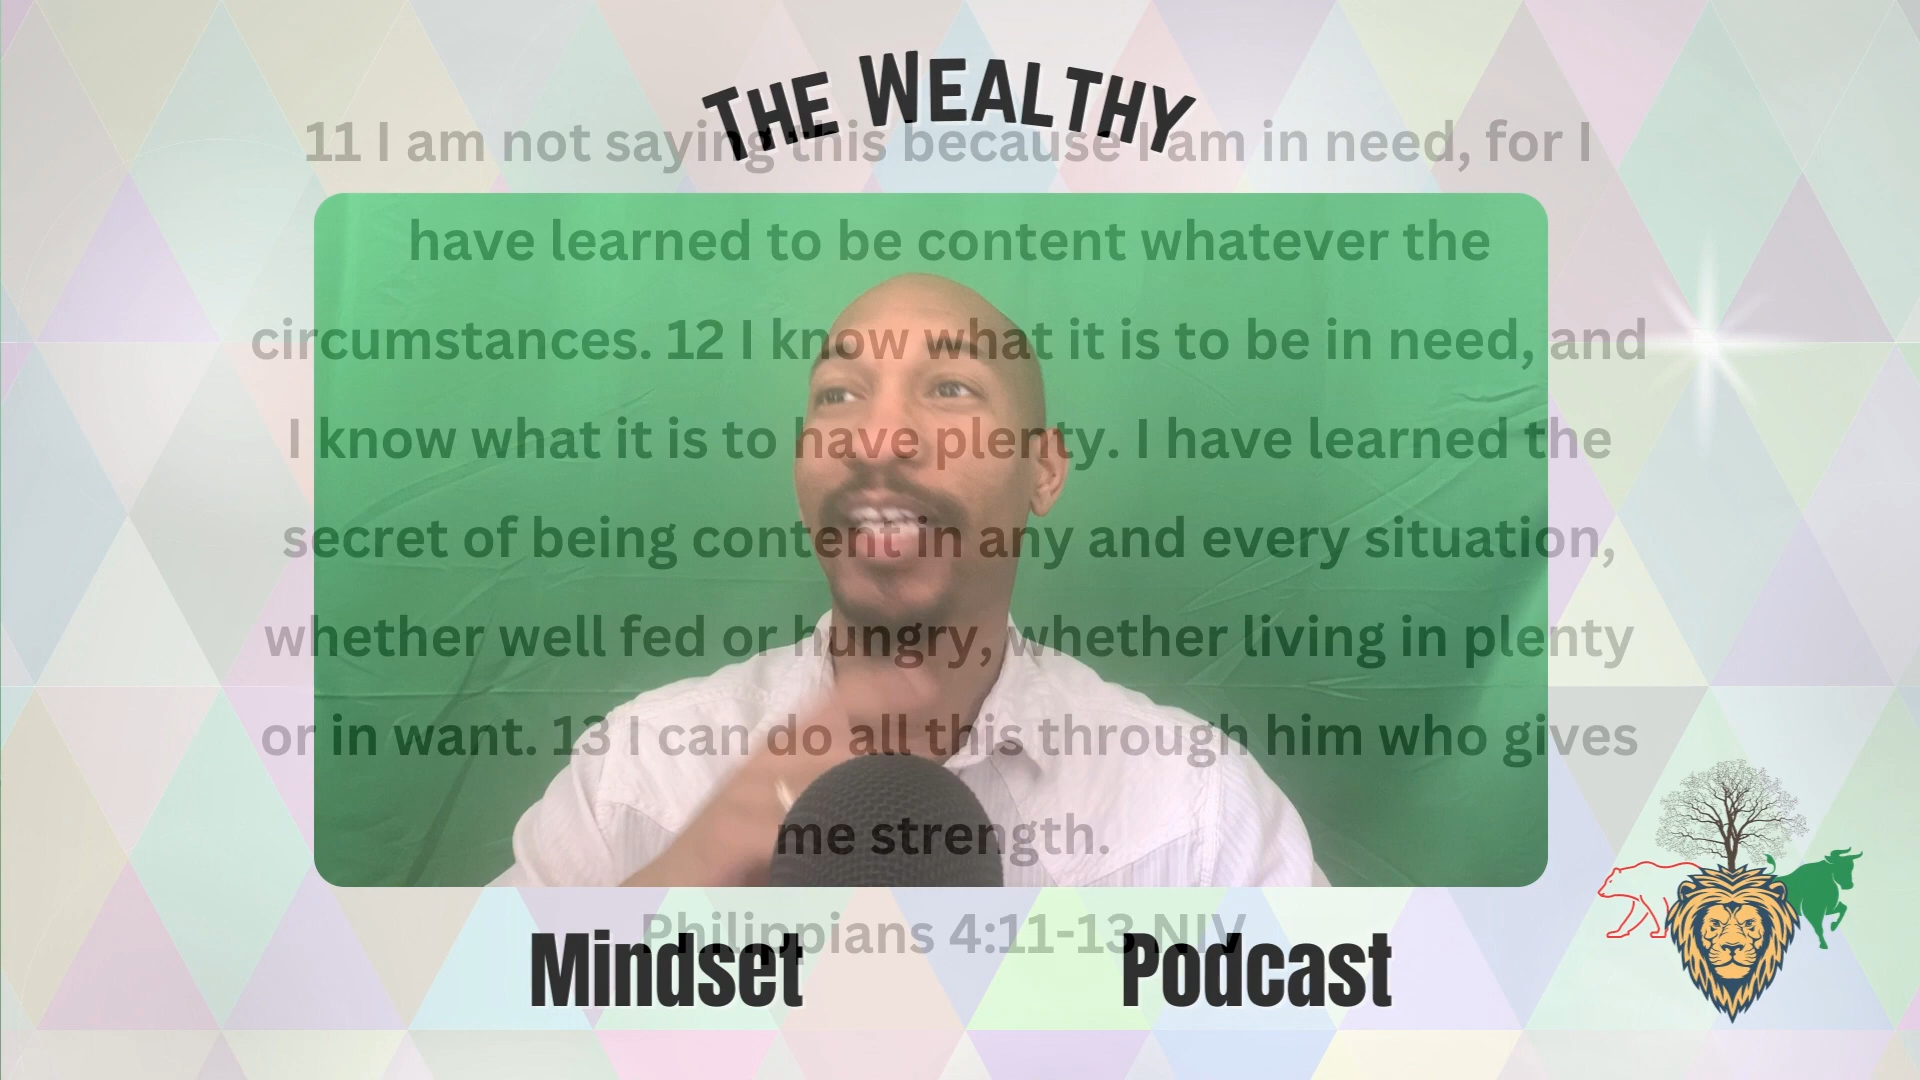 THE WEALTHY
11 I am not saying this because I am in need, for I
have learned to be content whatever the
circumstances. 12 I know what it is to be in need, and
I know what it is to have plenty. I have learned the
secret of being content in any and every situation,
whether well fed or hungry, whether living in plenty
or in want. 13 I can do all this through him who gives
me strength.
Philippians 4:11-13 NIV
Mindset Podcast